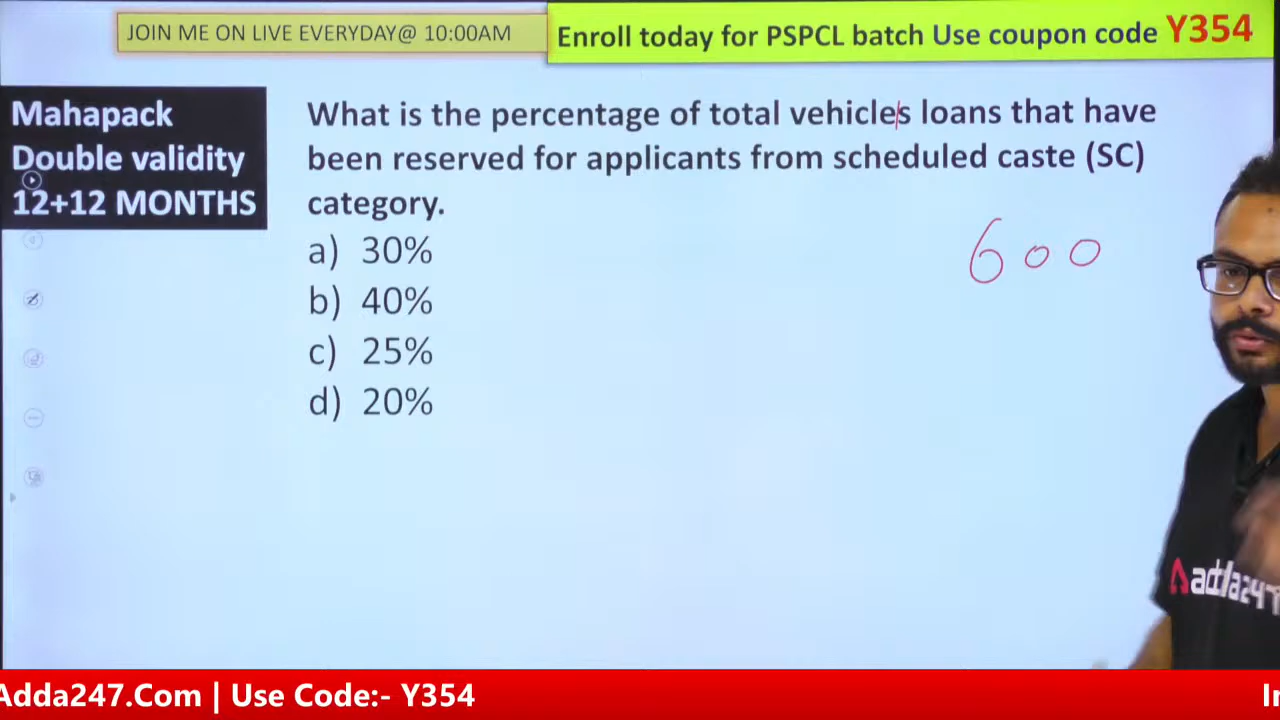 JOIN ME ON LIVE EVERYDAY@ 10:00AM
Enroll today for PSPCL batch Use coupon code Y354
Mahapack
Double validity
12+12 MONTHS
What is the percentage of total vehicles loans that have
been reserved for applicants from scheduled caste (SC)
category.
a) 30%
b) 40%
c) 25%
d) 20%
600
adda247
Adda247.Com | Use Code:- Y354
In